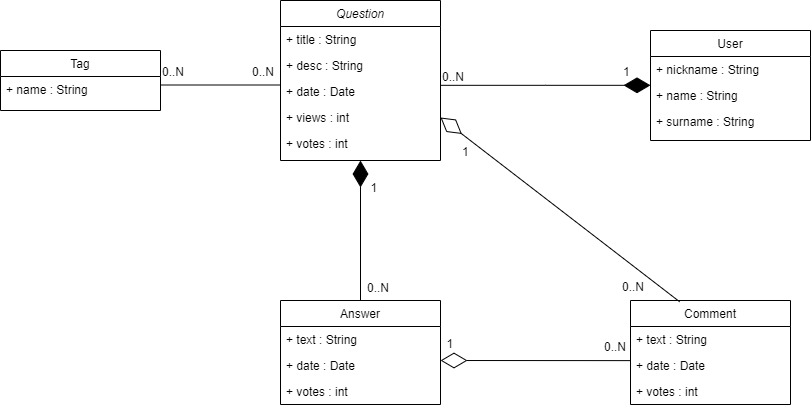 Question
+ title : String
+ desc : String
+ date : Date
+ views : int
+ votes : int
Tag
+ name : String
0..N
0..N
0..N
1
User
+ nickname : String
+ name : String
+ surname : String
1
1
0..N
0..N
Answer
+ text : String
+ date : Date
+ votes : int
1
0..N
Comment
+ text : String
+ date : Date
+ votes : int